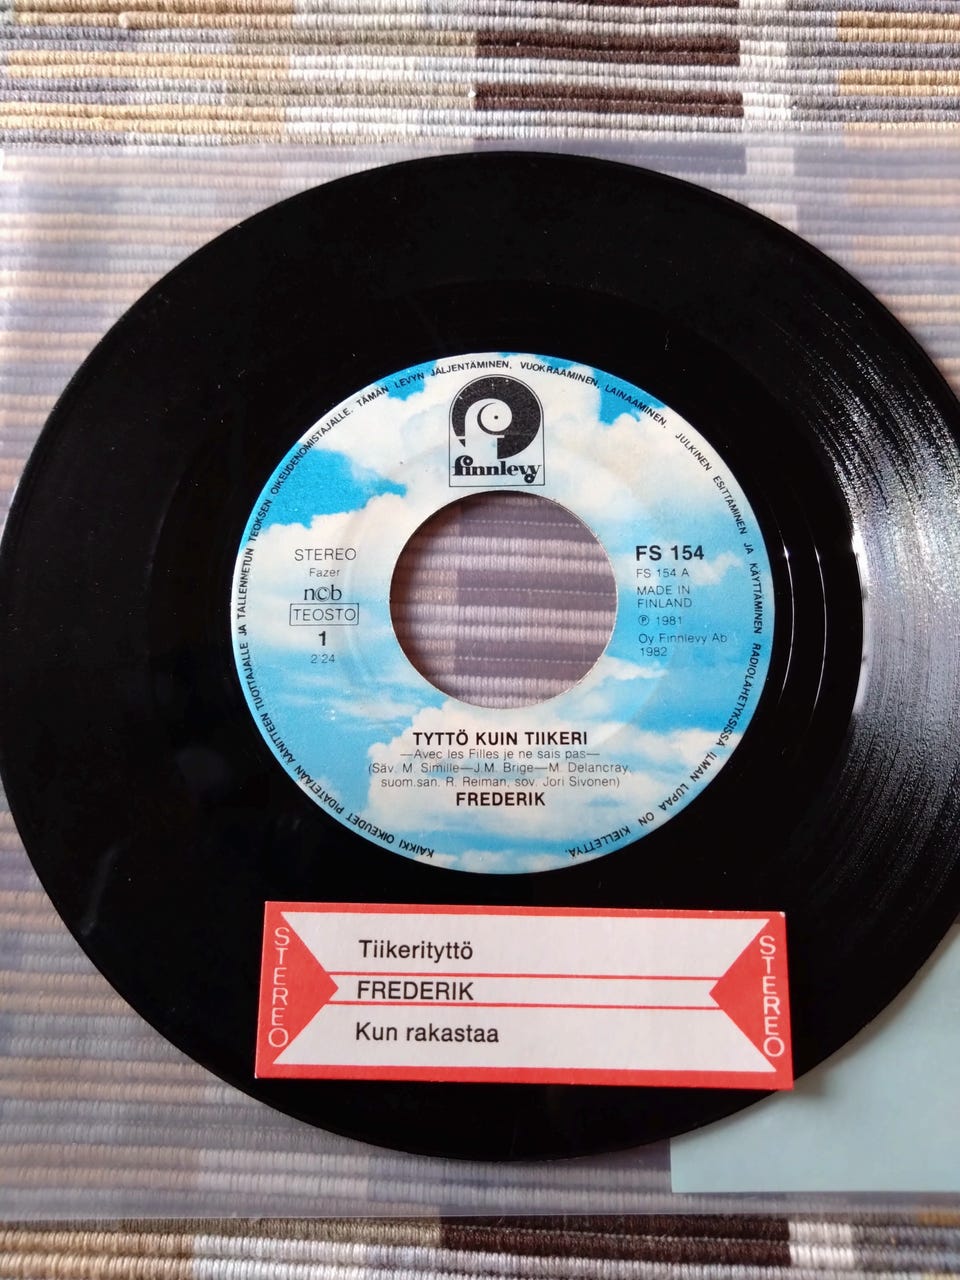 KAIKKI OIKEUDET PIDÄTETÄÄN ÄÄNITTEEN TUOTTAJALLE JA TALLENNETUN TEOKSEN OIKEUDENOMISTAJALLE. TÄMÄN LEVYN JÄLJENTÄMINEN, VUOKRAAMINEN, LAINAAMINEN, JULKINEN ESITTÄMINEN JA KÄYTTÄMINEN RADIOLÄHETYKSISSÄ ILMAN LUPAA ON KIELLETTYÄ.
finnlevy
STEREO
Fazer
ncb
TEOSTO
1
2'24
FS 154
FS 154 A
MADE IN
FINLAND
℗ 1981
Oy Finnlevy Ab
1982
TYTTÖ KUIN TIIKERI
—Avec les Filles je ne sais pas—
(Säv. M. Simille—J.M. Brige—M. Delancray,
suom.san. R. Reiman, sov. Jori Sivonen)
FREDERIK
STEREO
Tiikerityttö
FREDERIK
Kun rakastaa
STEREO